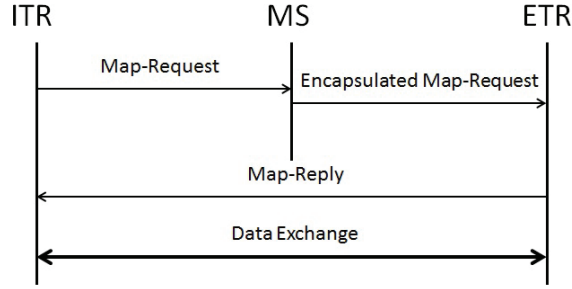 ITR MS ETR
Map-Request
Encapsulated Map-Request
Map-Reply
Data Exchange